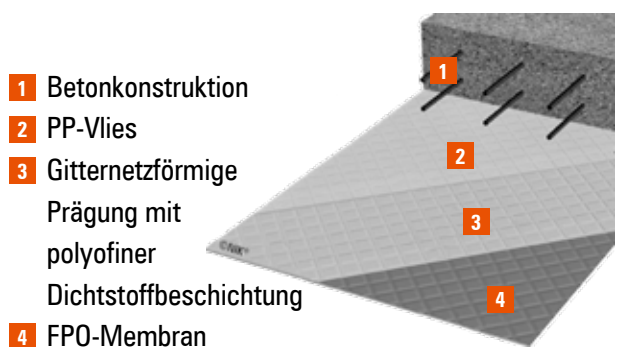 1 Betonkonstruktion
2 PP-Vlies
3 Gitternetzförmige
Prägung mit
polyofiner
Dichtstoffbeschichtung
4 FPO-Membran
1
2
3
4